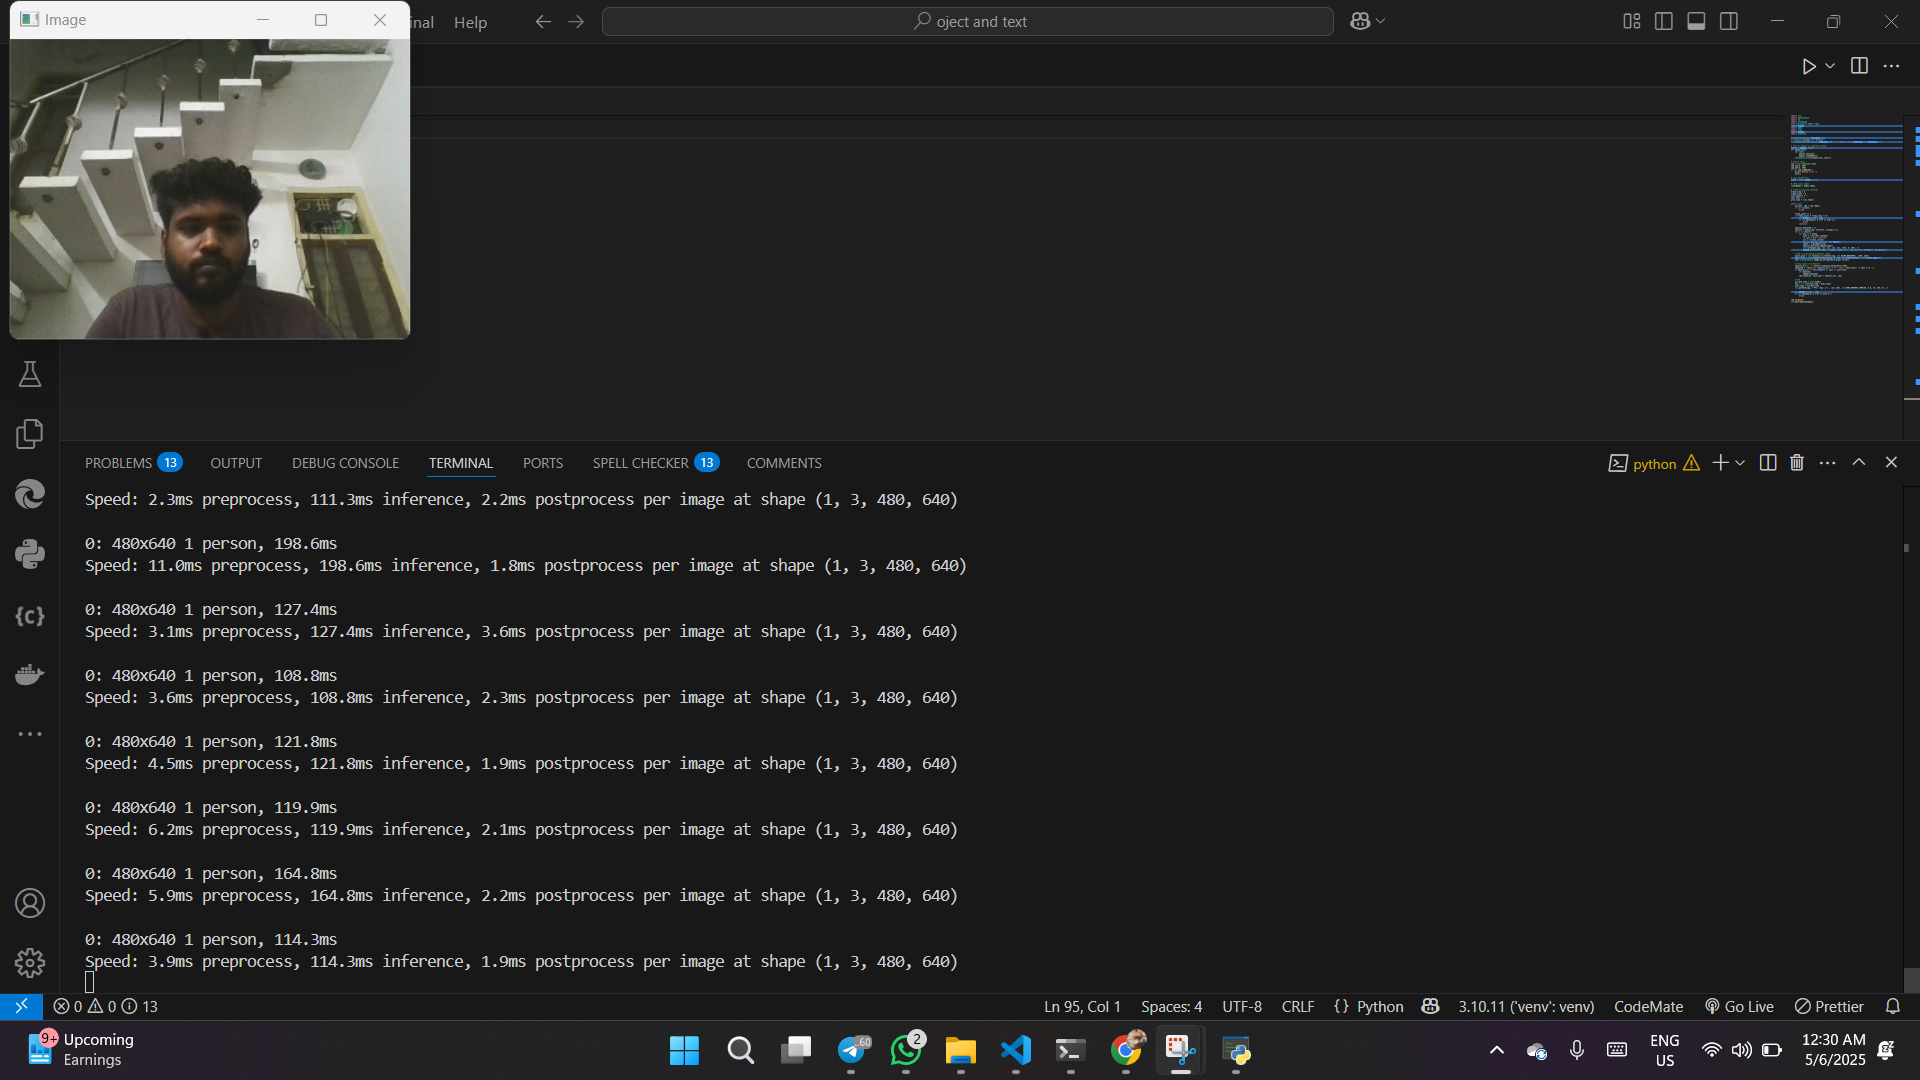 Image
nal Help
oject and text
PROBLEMS 13 OUTPUT DEBUG CONSOLE TERMINAL PORTS SPELL CHECKER 13 COMMENTS
python
Speed: 2.3ms preprocess, 111.3ms inference, 2.2ms postprocess per image at shape (1, 3, 480, 640)
0: 480x640 1 person, 198.6ms
Speed: 11.0ms preprocess, 198.6ms inference, 1.8ms postprocess per image at shape (1, 3, 480, 640)
0: 480x640 1 person, 127.4ms
Speed: 3.1ms preprocess, 127.4ms inference, 3.6ms postprocess per image at shape (1, 3, 480, 640)
0: 480x640 1 person, 108.8ms
Speed: 3.6ms preprocess, 108.8ms inference, 2.3ms postprocess per image at shape (1, 3, 480, 640)
0: 480x640 1 person, 121.8ms
Speed: 4.5ms preprocess, 121.8ms inference, 1.9ms postprocess per image at shape (1, 3, 480, 640)
0: 480x640 1 person, 119.9ms
Speed: 6.2ms preprocess, 119.9ms inference, 2.1ms postprocess per image at shape (1, 3, 480, 640)
0: 480x640 1 person, 164.8ms
Speed: 5.9ms preprocess, 164.8ms inference, 2.2ms postprocess per image at shape (1, 3, 480, 640)
0: 480x640 1 person, 114.3ms
Speed: 3.9ms preprocess, 114.3ms inference, 1.9ms postprocess per image at shape (1, 3, 480, 640)
0 0 13 Ln 95, Col 1 Spaces: 4 UTF-8 CRLF {} Python 3.10.11 ('venv': venv) CodeMate Go Live Prettier
9+ Upcoming
Earnings
..60
2
ENG
US
12:30 AM
5/6/2025